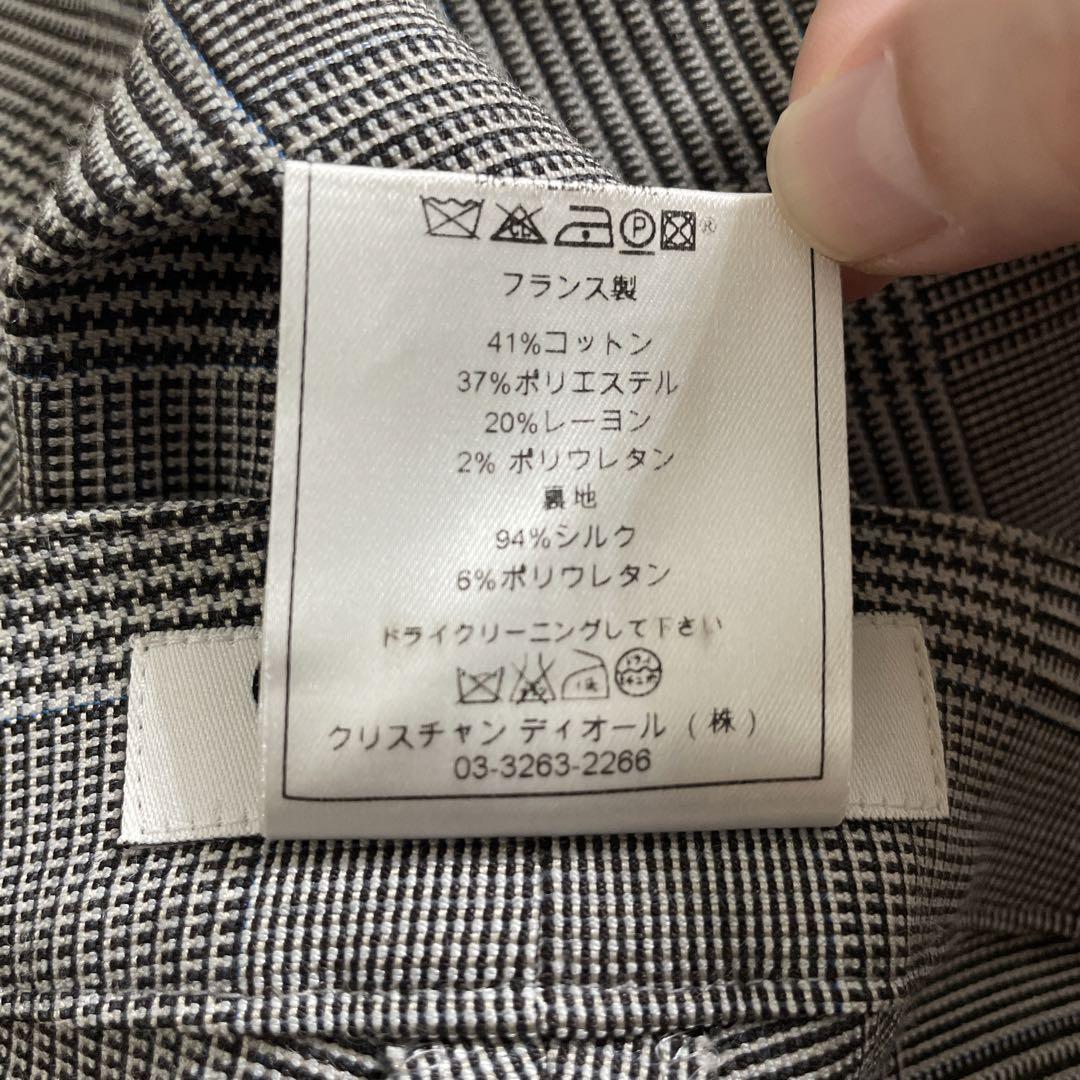 CL P ®
フランス製
41%コットン
37%ポリエステル
20%レーヨン
2% ポリウレタン
裏地
94%シルク
6%ポリウレタン
ドライクリーニングして下さい
クリスチャン ディオール (株)
03-3263-2266